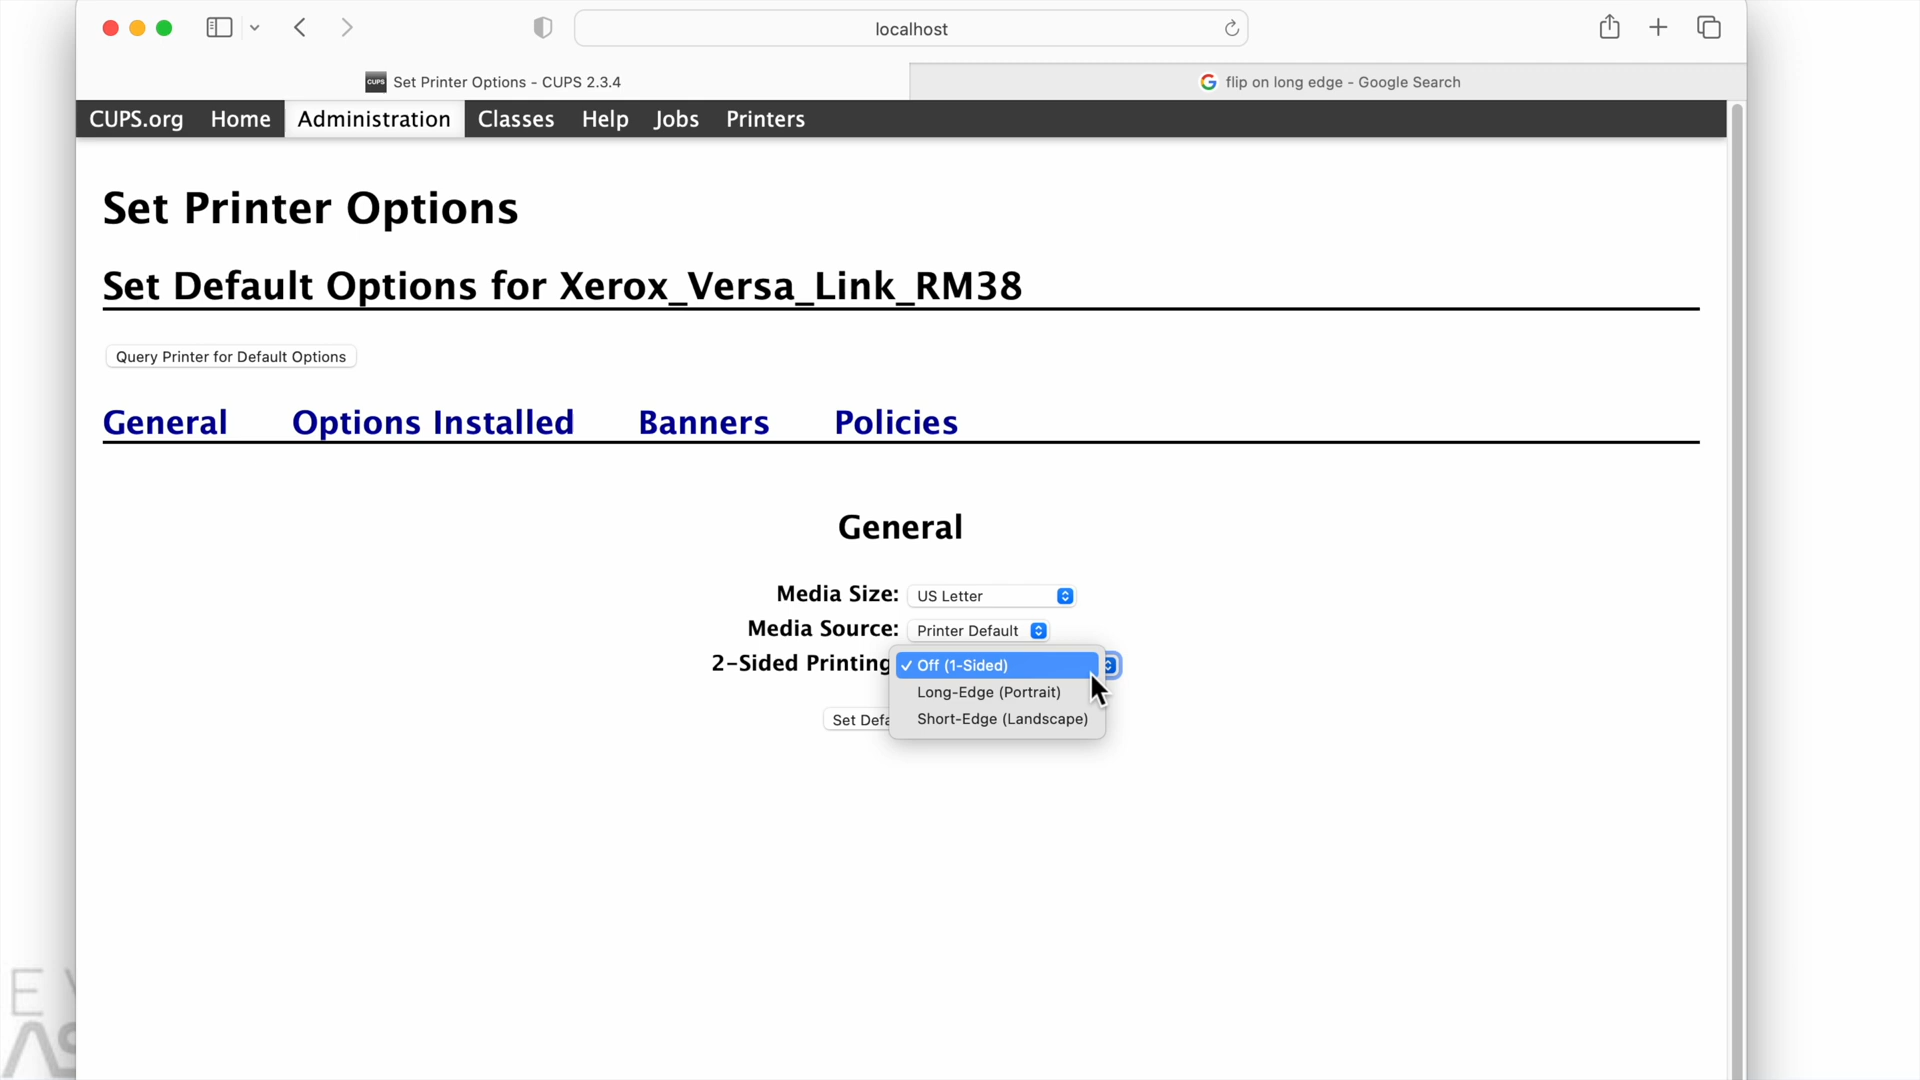 localhost
CUPS Set Printer Options - CUPS 2.3.4
flip on long edge - Google Search
CUPS.org Home Administration Classes Help Jobs Printers
Set Printer Options
Set Default Options for Xerox_Versa_Link_RM38
Query Printer for Default Options
General Options Installed Banners Policies
General
Media Size: US Letter
Media Source: Printer Default
2-Sided Printing ✓ Off (1-Sided)
Long-Edge (Portrait)
Short-Edge (Landscape)
Set Defa